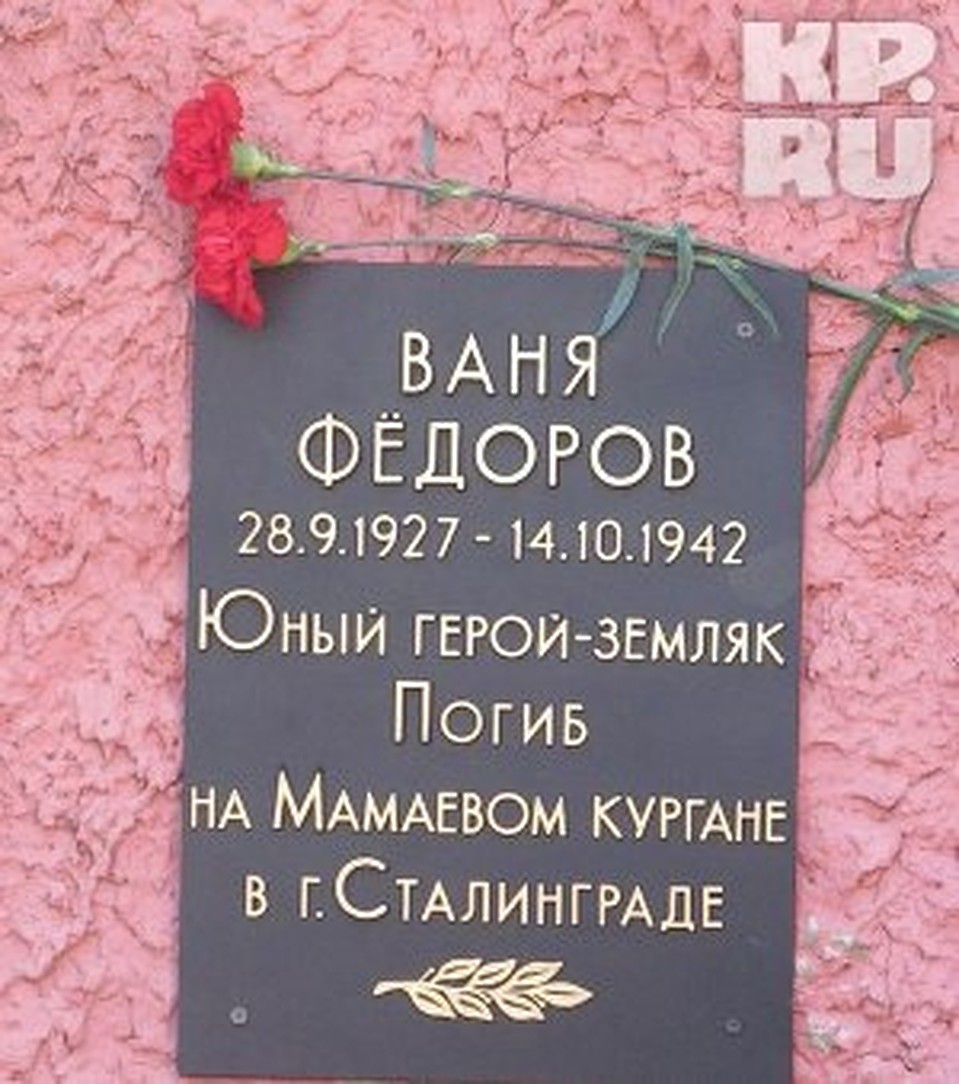 KP.
RU
ВАНЯ
ФЁДОРОВ
28.9.1927 - 14.10.1942
Юный герой-земляк
Погиб
на Мамаевом кургане
в г. Сталинграде